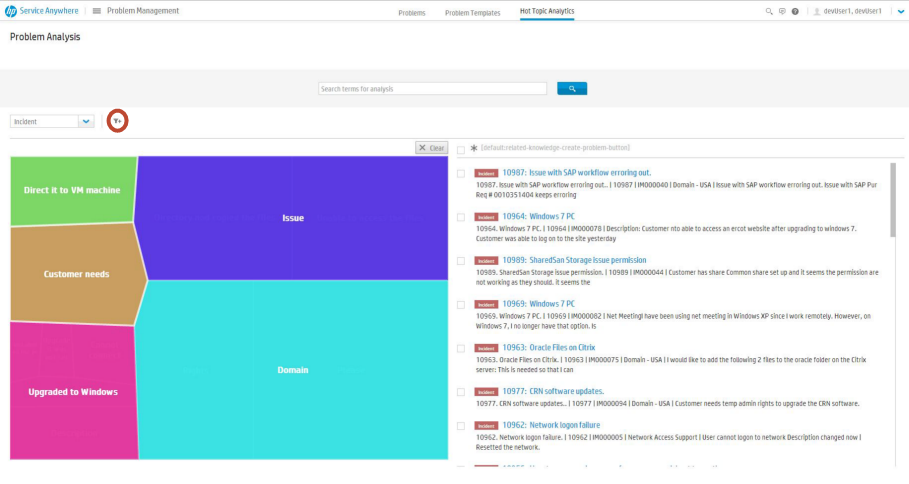 hp Service Anywhere Problem Management Problems Problem Templates Hot Topic Analytics devUser1, devUser1
Problem Analysis
Search terms for analysis
Incident
Clear
[default:related-knowledge-create-problem-button]
Direct it to VM machine
Issue
Customer needs
Domain
Upgraded to Windows
Incident 10987: Issue with SAP workflow erroring out.
10987. Issue with SAP workflow erroring out.. | 10987 | IM000040 | Domain - USA | Issue with SAP workflow erroring out. Issue with SAP Pur
Req # 0010351404 keeps erroring
Incident 10964: Windows 7 PC
10964. Windows 7 PC. | 10964 | IM000078 | Description: Customer nto able to access an ercot website after upgrading to windows 7.
Customer was able to log on to the site yesterday
Incident 10989: SharedSan Storage issue permission
10989. SharedSan Storage issue permission. | 10989 | IM000044 | Customer has share Common share set up and it seems the permission are
not working as they should. it seems the
Incident 10969: Windows 7 PC
10969. Windows 7 PC. | 10969 | IM000082 | Net MeetingI have been using net meeting in Windows XP since I work remotely. However, on
Windows 7, I no longer have that option. Is
Incident 10963: Oracle Files on Citrix
10963. Oracle Files on Citrix. | 10963 | IM000075 | Domain - USA | I would like to add the following 2 files to the oracle folder on the Citrix
server: This is needed so that I can
Incident 10977: CRN software updates.
10977. CRN software updates.. | 10977 | IM000094 | Domain - USA | Customer needs temp admin rights to upgrade the CRN software.
Incident 10962: Network logon failure
10962. Network logon failure. | 10962 | IM000005 | Network Access Support | User cannot logon to network Description changed now |
Resetted the network.